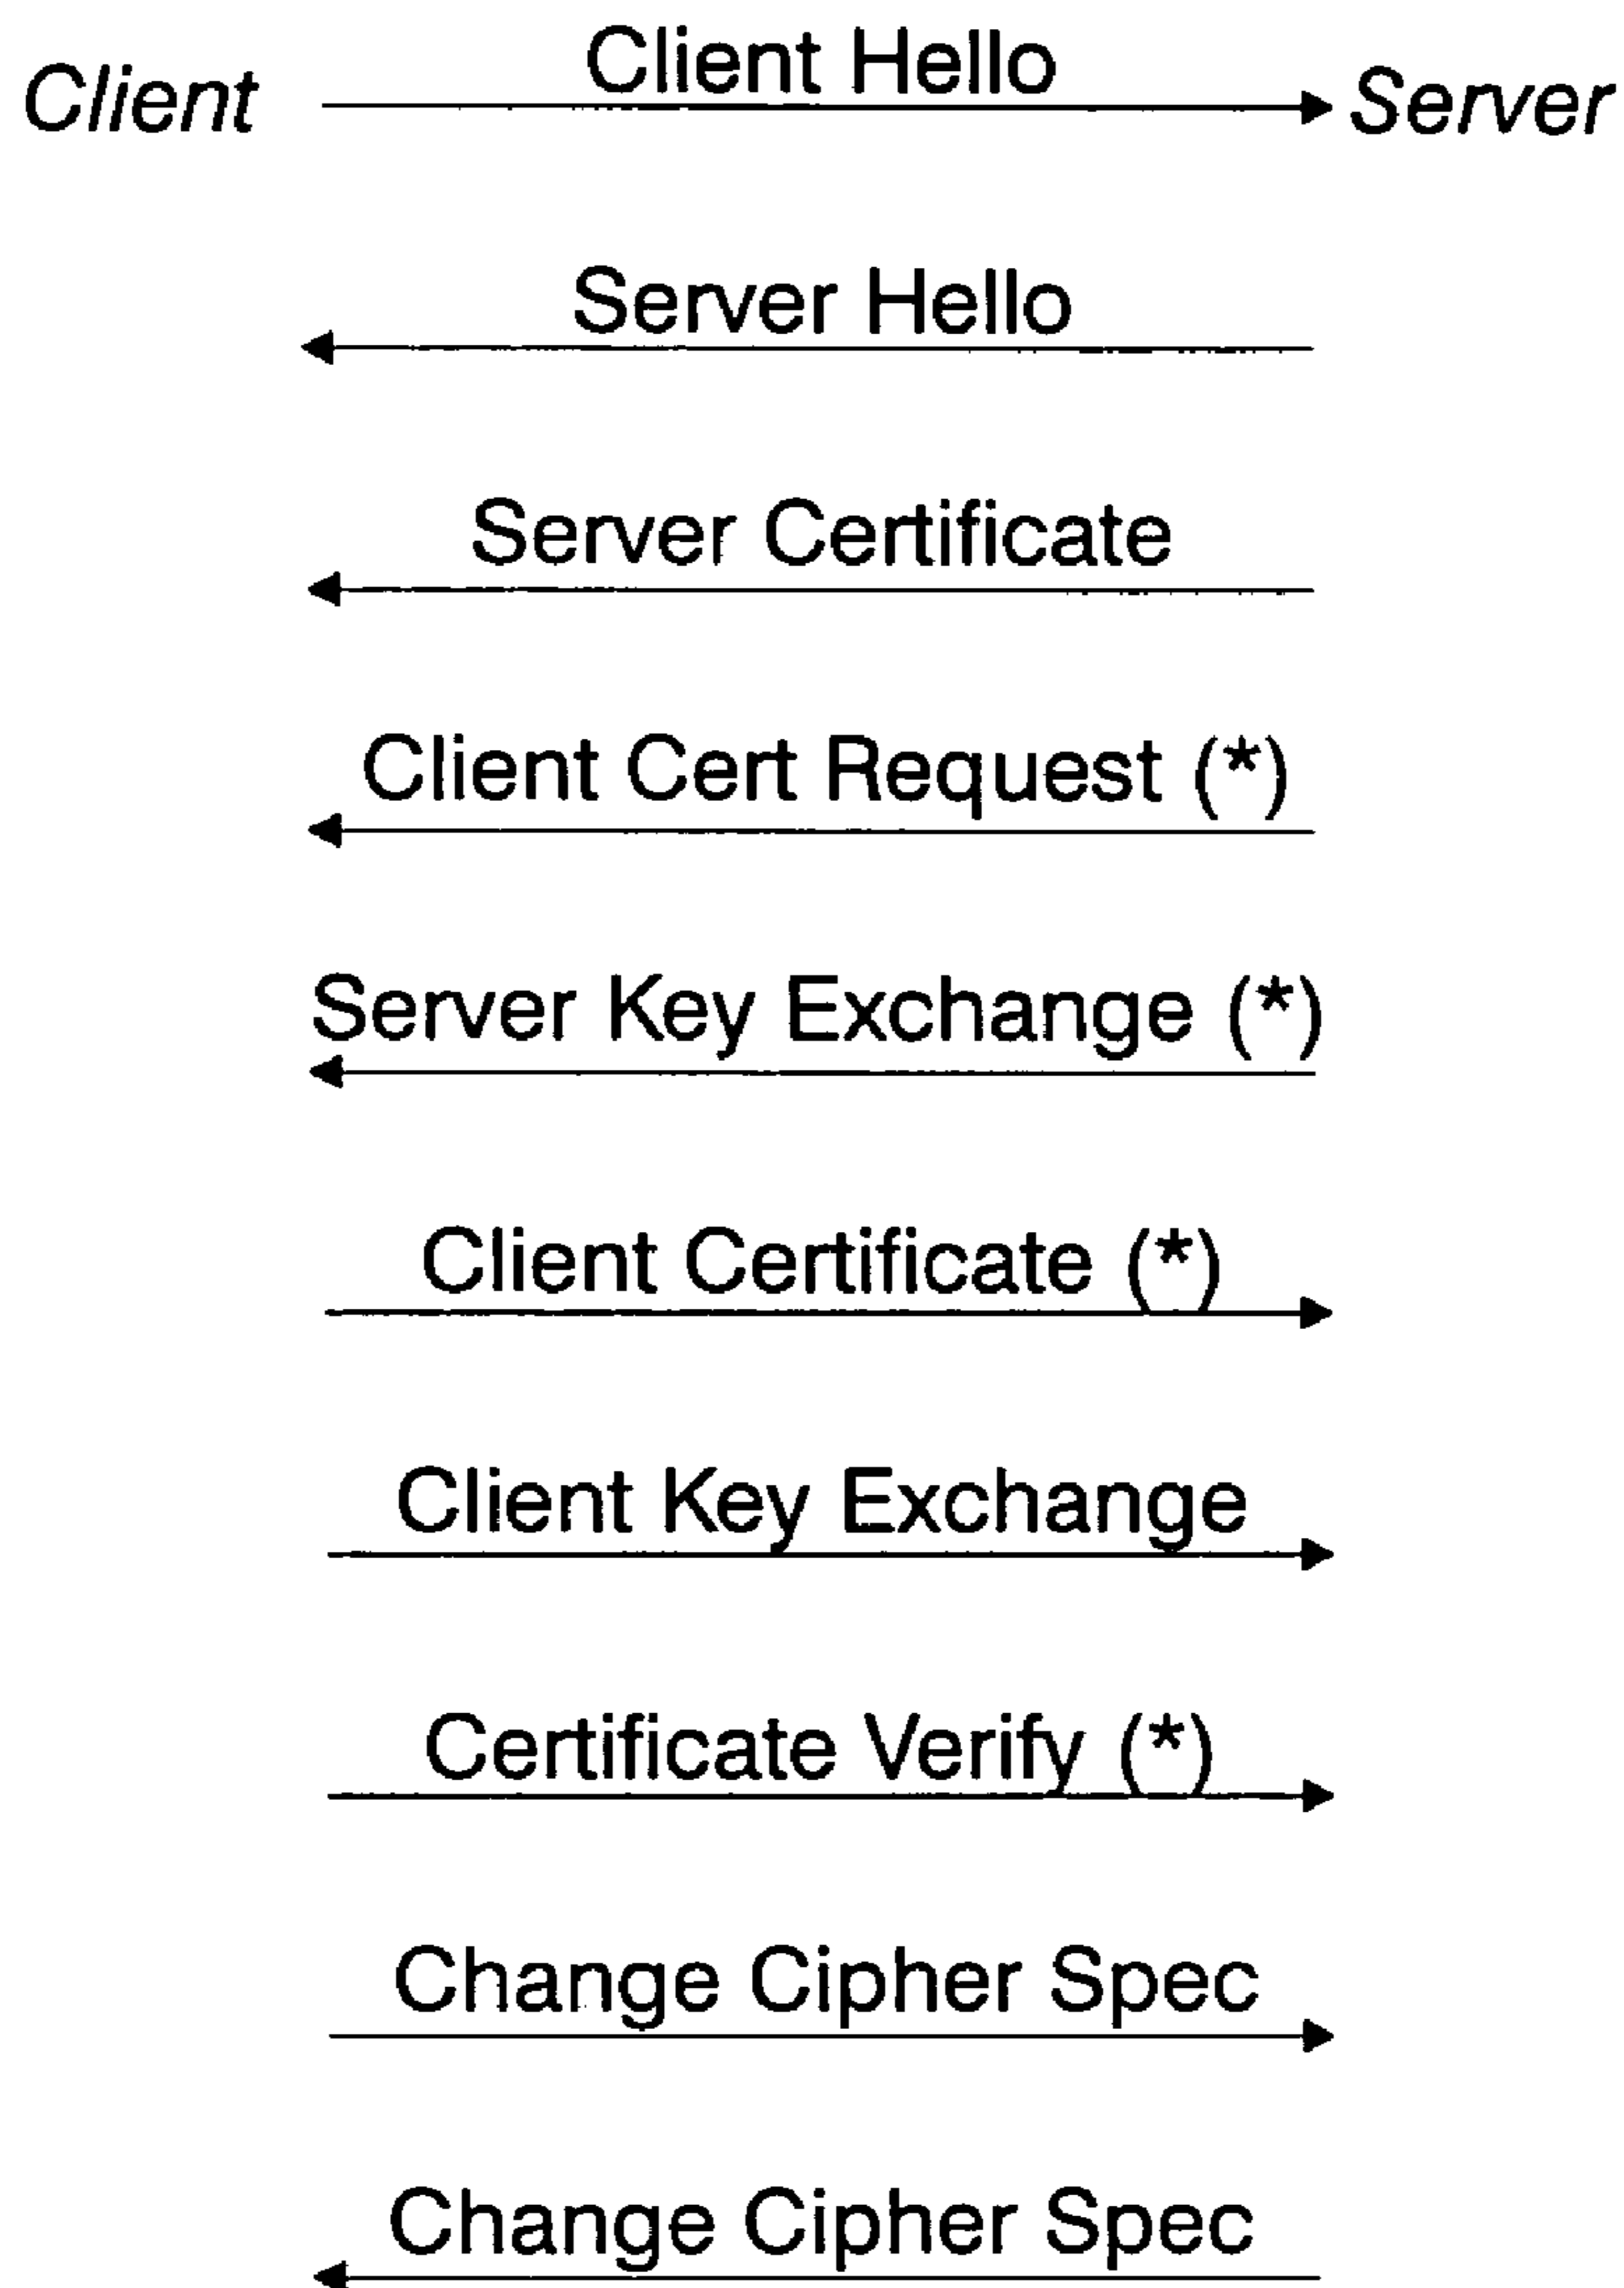 Client Hello
Client Server
Server Hello
Server Certificate
Client Cert Request (*)
Server Key Exchange (*)
Client Certificate (*)
Client Key Exchange
Certificate Verify (*)
Change Cipher Spec
Change Cipher Spec